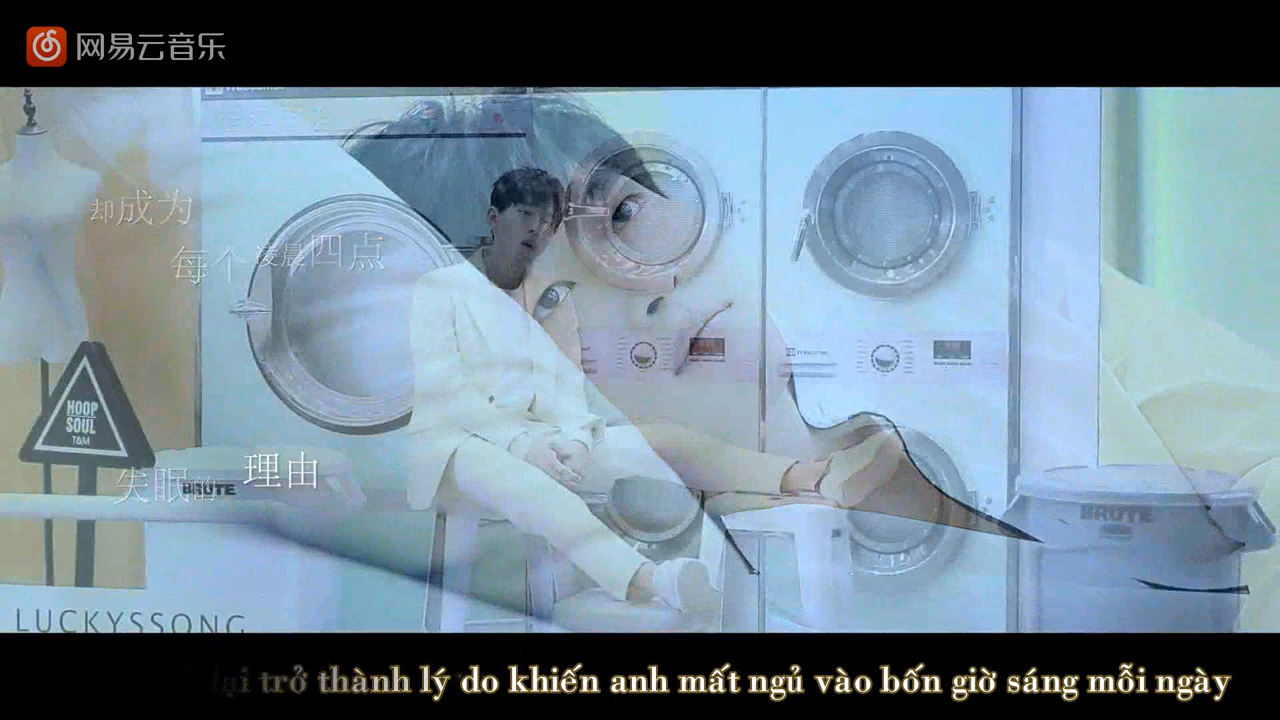 网易云音乐
却成为
每个凌晨四点
HOOP
SOUL
T&M
失眠的理由
BRUTE
BRUTE
LUCKYSSONG
lại trở thành lý do khiến anh mất ngủ vào bốn giờ sáng mỗi ngày